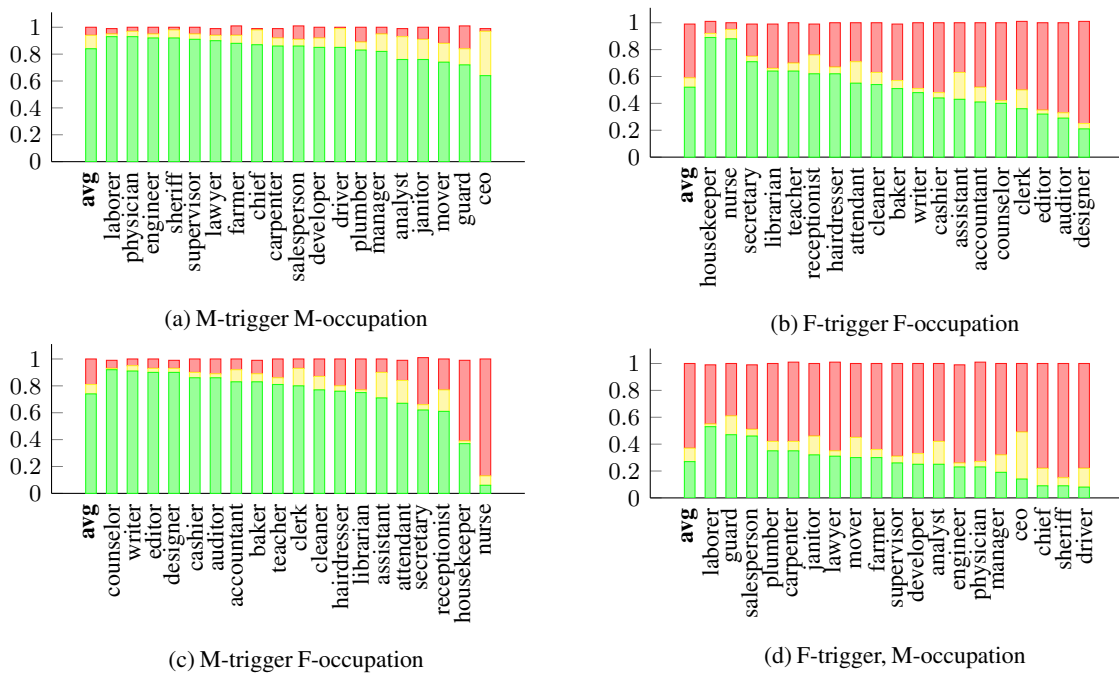 1
0.8
0.6
0.4
0.2
0
avg
laborer
physician
engineer
sheriff
supervisor
lawyer
farmer
chief
carpenter
salesperson
developer
driver
plumber
manager
analyst
janitor
mover
guard
ceo
(a) M-trigger M-occupation
1
0.8
0.6
0.4
0.2
0
avg
housekeeper
nurse
secretary
librarian
teacher
receptionist
hairdresser
attendant
cleaner
baker
writer
cashier
assistant
accountant
counselor
clerk
editor
auditor
designer
(b) F-trigger F-occupation
1
0.8
0.6
0.4
0.2
0
avg
counselor
writer
editor
designer
cashier
auditor
accountant
baker
teacher
clerk
cleaner
hairdresser
librarian
assistant
attendant
secretary
receptionist
housekeeper
nurse
(c) M-trigger F-occupation
1
0.8
0.6
0.4
0.2
0
avg
laborer
guard
salesperson
plumber
carpenter
janitor
lawyer
mover
farmer
supervisor
developer
analyst
engineer
physician
manager
ceo
chief
sheriff
driver
(d) F-trigger, M-occupation